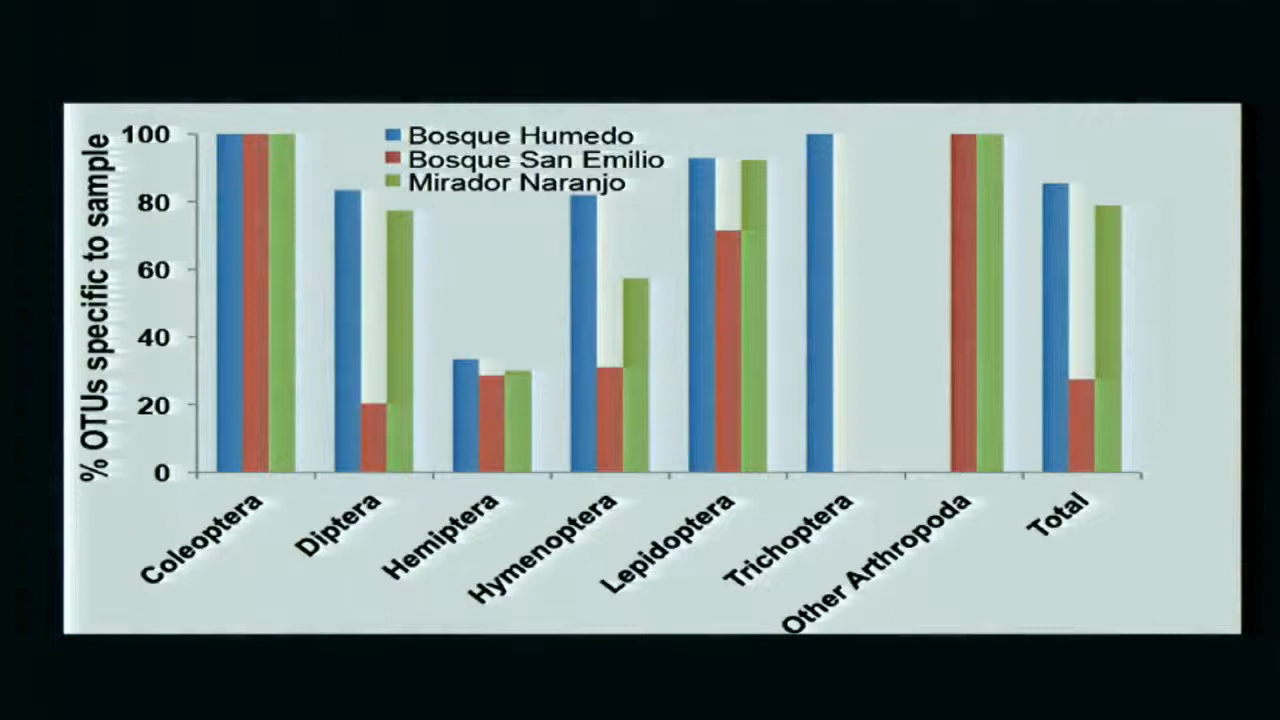 % OTUs specific to sample
100
80
60
40
20
0
Bosque Humedo
Bosque San Emilio
Mirador Naranjo
Coleoptera
Diptera
Hemiptera
Hymenoptera
Lepidoptera
Trichoptera
Other Arthropoda
Total